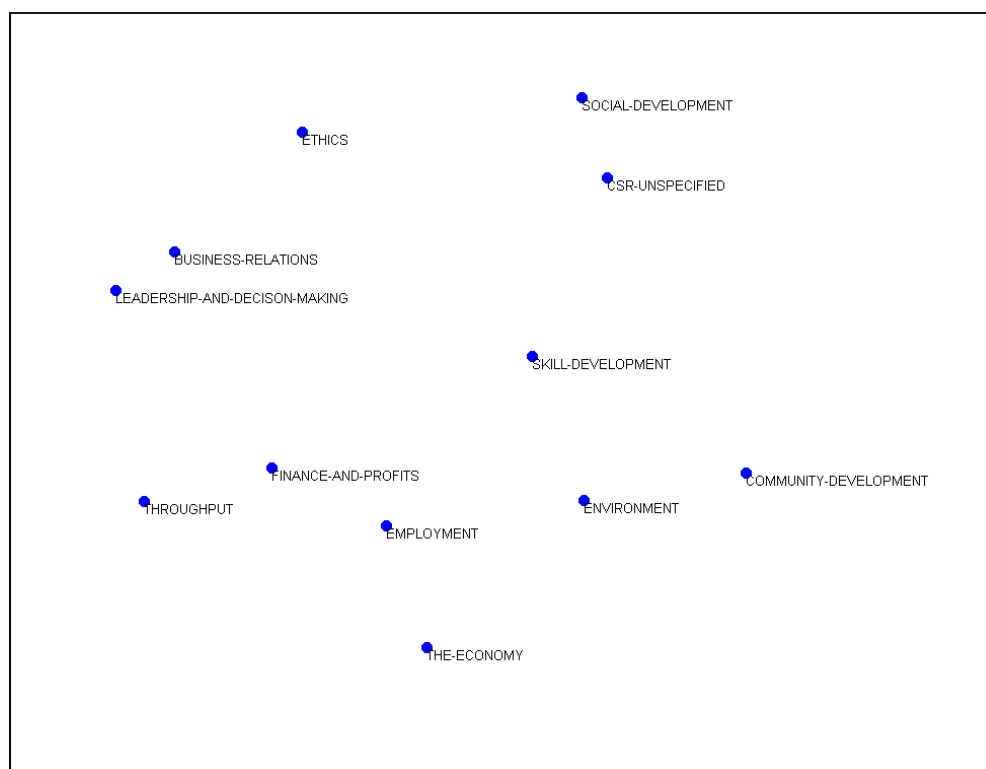 SOCIAL-DEVELOPMENT
ETHICS
CSR-UNSPECIFIED
BUSINESS-RELATIONS
LEADERSHIP-AND-DECISON-MAKING
SKILL-DEVELOPMENT
FINANCE-AND-PROFITS
COMMUNITY-DEVELOPMENT
THROUGHPUT
ENVIRONMENT
EMPLOYMENT
THE-ECONOMY